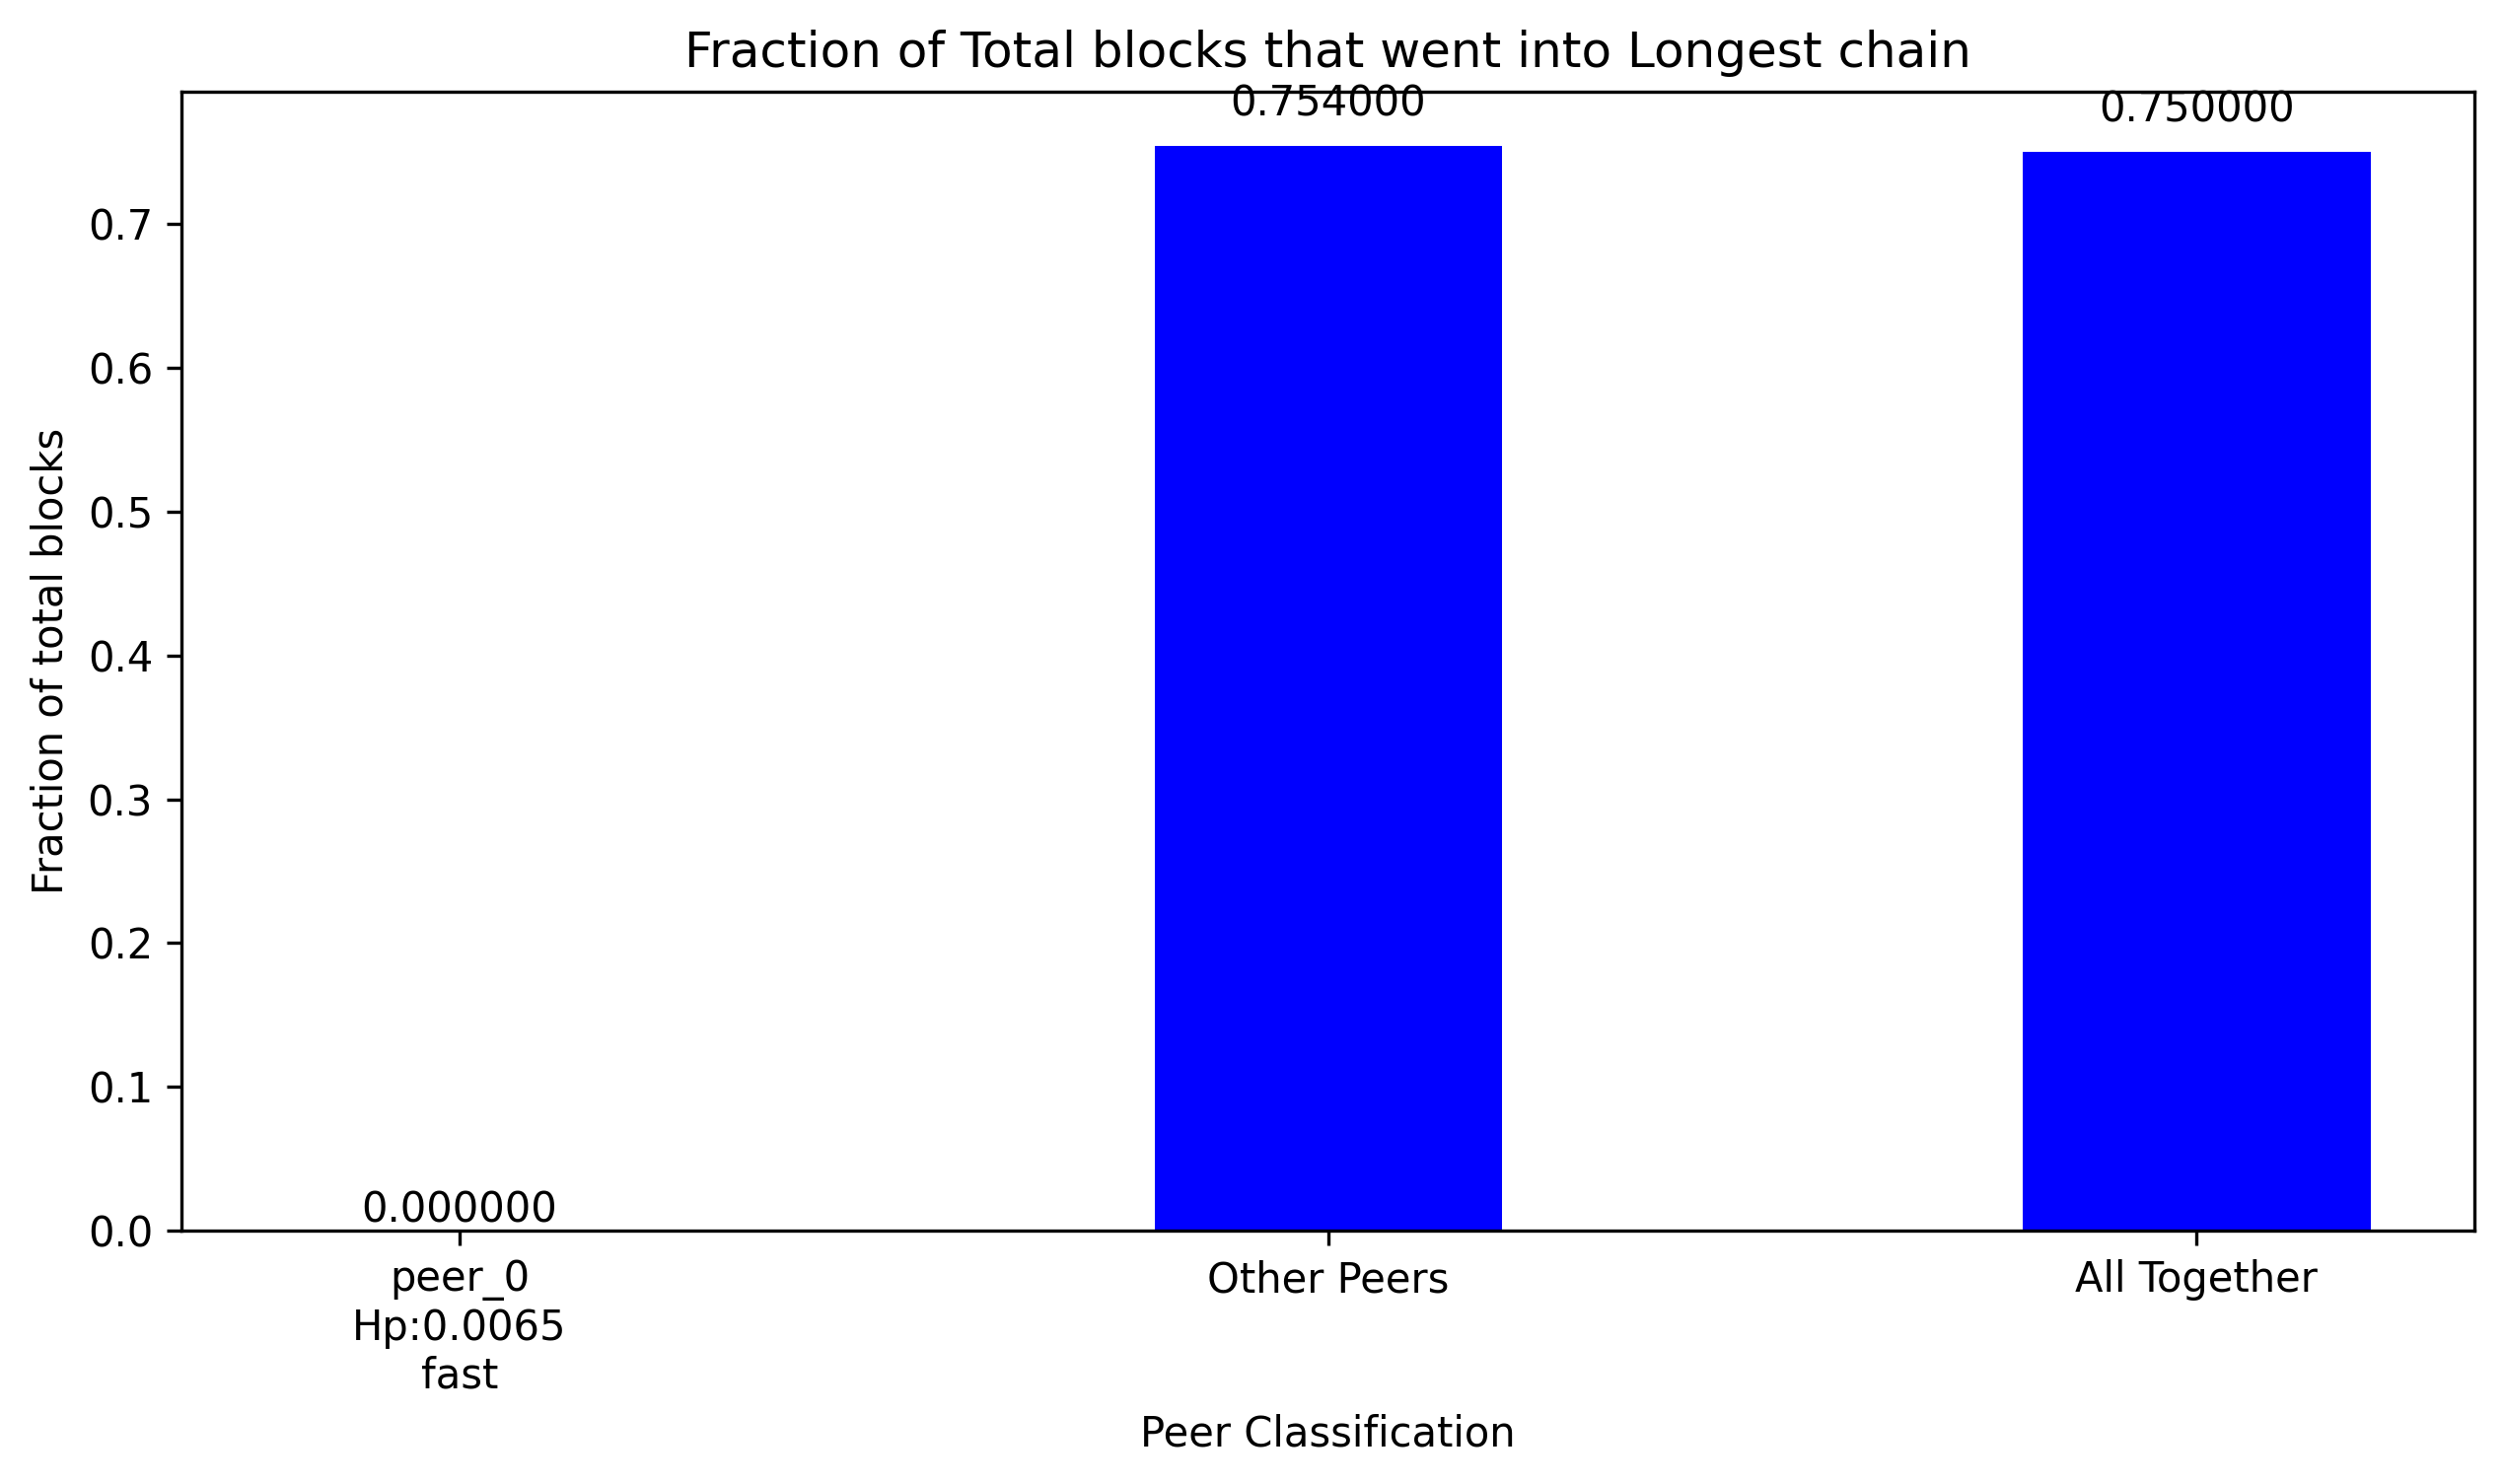 Fraction of Total blocks that went into Longest chain
0.754000
0.750000
0.7
0.6
0.5
0.4
0.3
0.2
0.1
0.0
Fraction of total blocks
0.000000
peer_0
Hp:0.0065
fast
Other Peers
All Together
Peer Classification